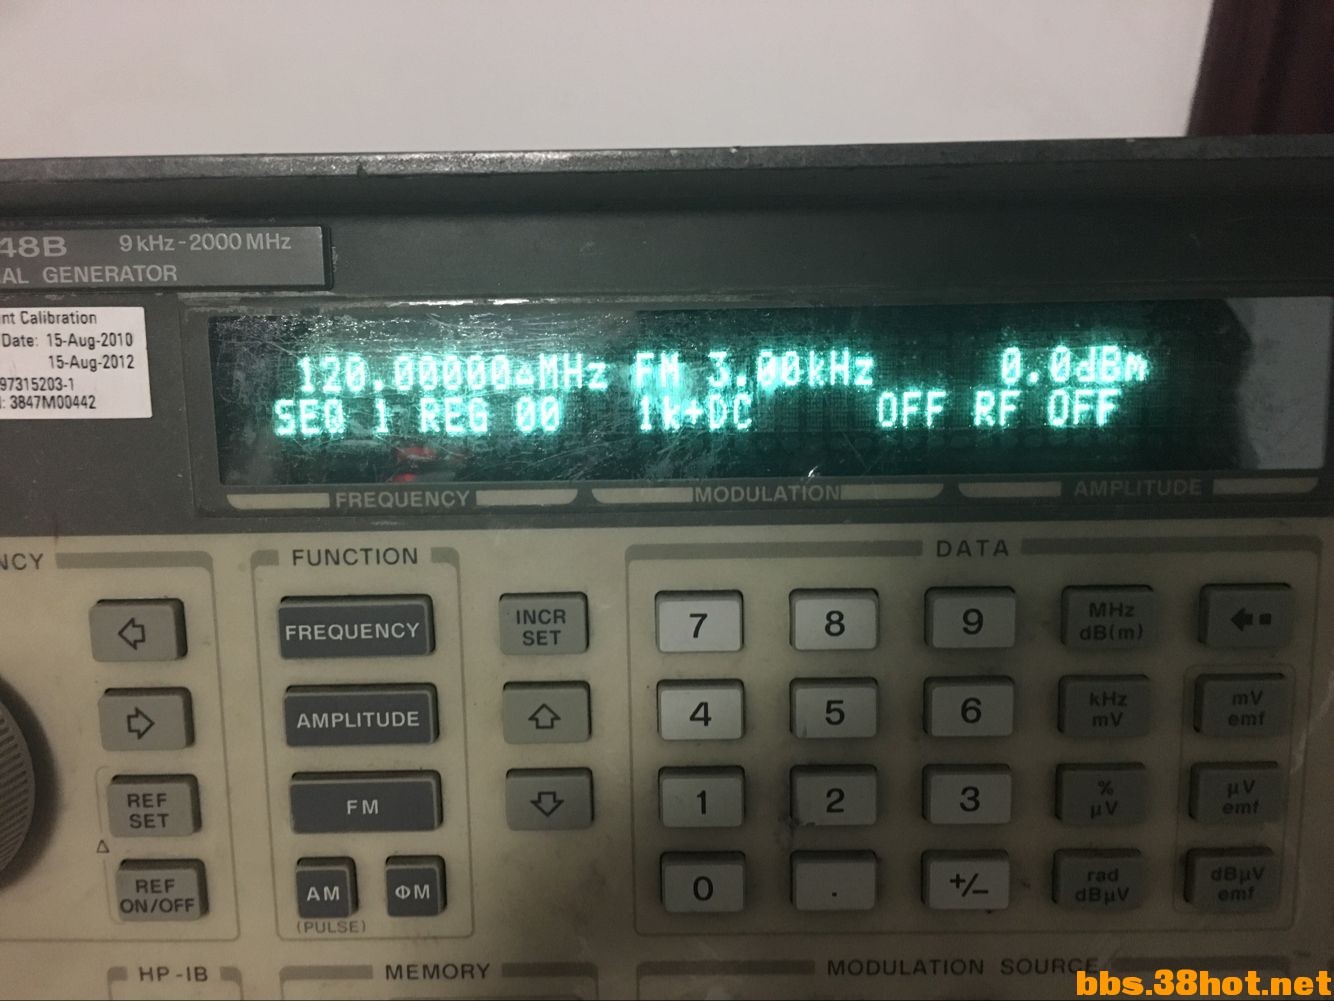 48B 9 kHz - 2000 MHz
AL GENERATOR
nt Calibration
Date: 15-Aug-2010
15-Aug-2012
97315203-1
: 3847M00442
120.00000△MHz FM 3.00kHz 0.0dBm
SEQ 1 REG 00 1k+DC OFF RF OFF
FREQUENCY MODULATION AMPLITUDE
NCY FUNCTION DATA
FREQUENCY
INCR
SET
7 8 9
MHz
dB(m)
AMPLITUDE
4 5 6
kHz
mV
mV
emf
REF
SET
FM
1 2 3
%
µV
µV
emf
Δ
REF
ON/OFF
AM ΦM
(PULSE)
0 . +/−
rad
dBµV
dBµV
emf
HP-IB MEMORY MODULATION SOURCE
bbs.38hot.net